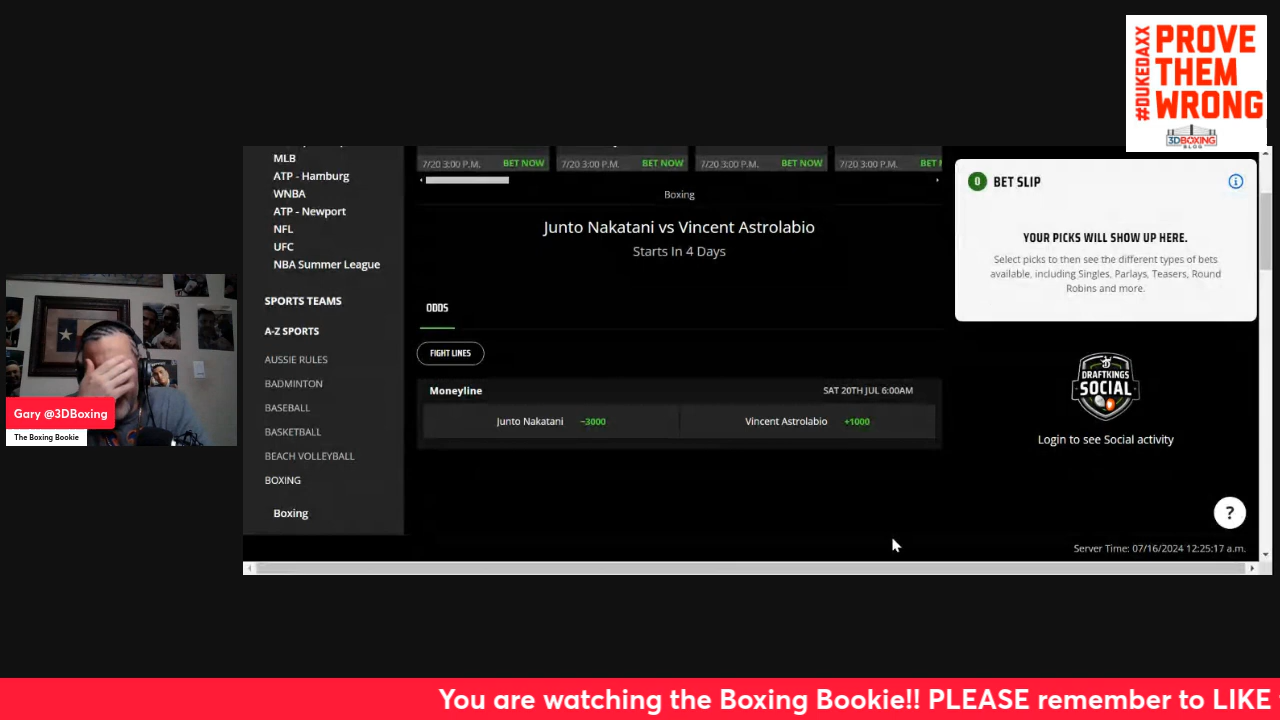 #DUKEDAXX
PROVE
THEM
WRONG
3DBOXING
BLOG
MLB
ATP - Hamburg
WNBA
ATP - Newport
NFL
UFC
NBA Summer League
SPORTS TEAMS
A-Z SPORTS
AUSSIE RULES
BADMINTON
BASEBALL
BASKETBALL
BEACH VOLLEYBALL
BOXING
Boxing
7/20 3:00 P.M. BET NOW 7/20 3:00 P.M. BET NOW 7/20 3:00 P.M. BET NOW 7/20 3:00 P.M. BET
Boxing
Junto Nakatani vs Vincent Astrolabio
Starts In 4 Days
ODDS
FIGHT LINES
Moneyline SAT 20TH JUL 6:00AM
Junto Nakatani −3000 Vincent Astrolabio +1000
0 BET SLIP
YOUR PICKS WILL SHOW UP HERE.
Select picks to then see the different types of bets
available, including Singles, Parlays, Teasers, Round
Robins and more.
DRAFTKINGS
SOCIAL
Login to see Social activity
?
Server Time: 07/16/2024 12:25:17 a.m.
Gary @3DBoxing
The Boxing Bookie
You are watching the Boxing Bookie!! PLEASE remember to LIKE